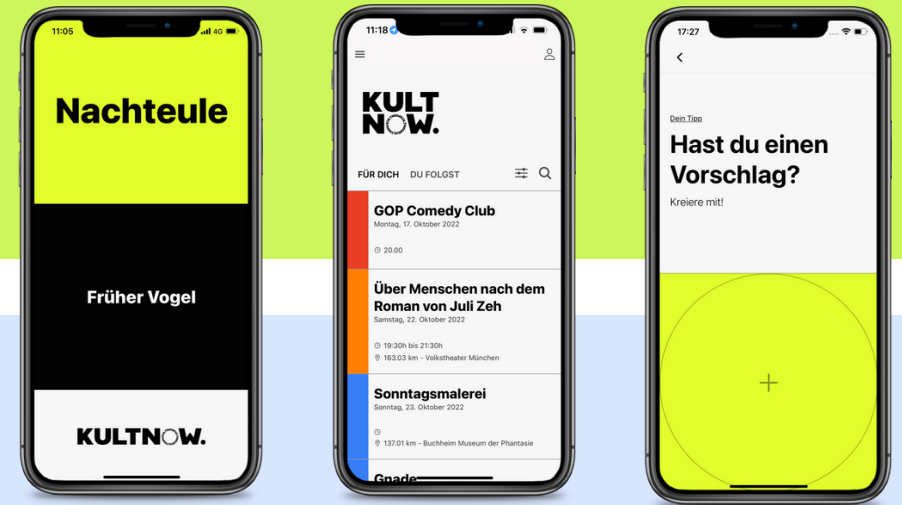 11:05
4G
Nachteule
Früher Vogel
KULTNOW.
11:18
KULT
NOW.
FÜR DICH DU FOLGST
GOP Comedy Club
Montag, 17. Oktober 2022
20.00
Über Menschen nach dem
Roman von Juli Zeh
Samstag, 22. Oktober 2022
19:30h bis 21:30h
163.03 km - Volkstheater München
Sonntagsmalerei
Sonntag, 23. Oktober 2022
137.01 km - Buchheim Museum der Phantasie
Gnade
17:27
Dein Tipp
Hast du einen
Vorschlag?
Kreiere mit!